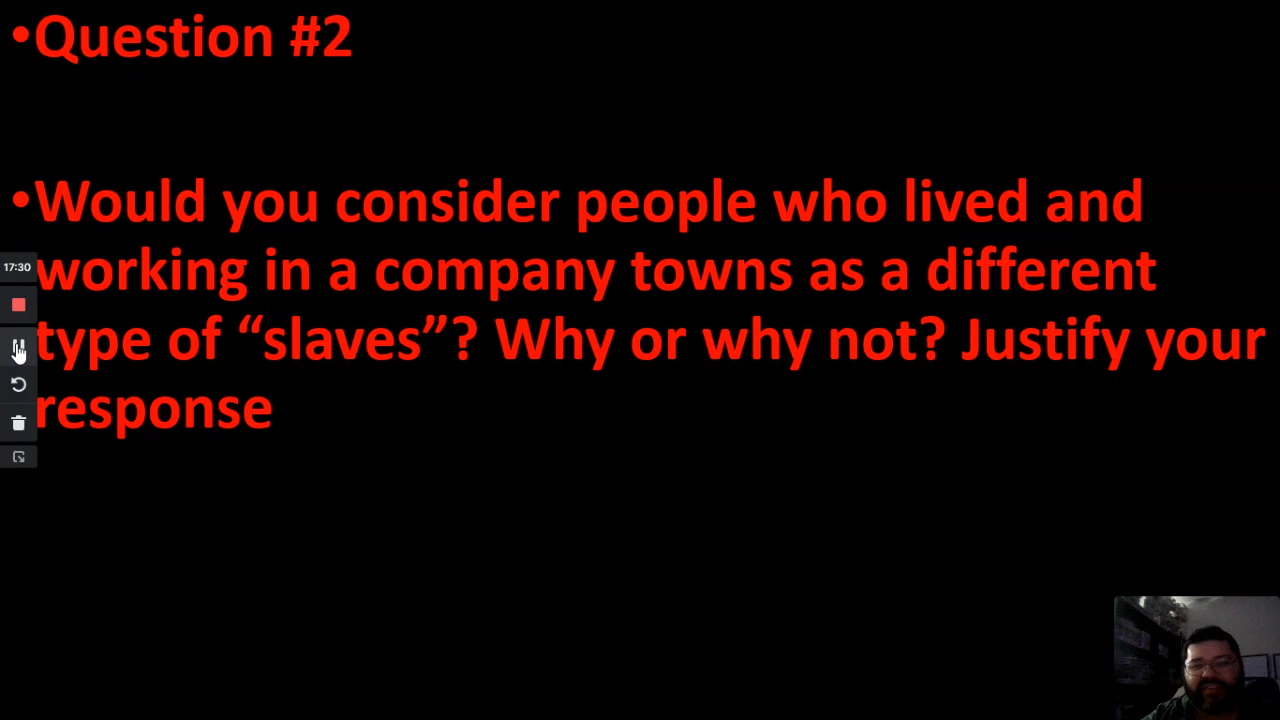 •Question #2
•Would you consider people who lived and
working in a company towns as a different
type of “slaves”? Why or why not? Justify your
response
17:30